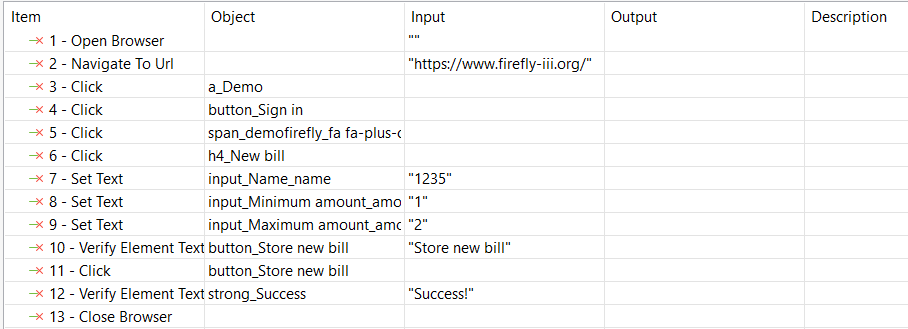 Item Object Input Output Description
1 - Open Browser ""
2 - Navigate To Url "https://www.firefly-iii.org/"
3 - Click a_Demo
4 - Click button_Sign in
5 - Click span_demofirefly_fa fa-plus-c
6 - Click h4_New bill
7 - Set Text input_Name_name "1235"
8 - Set Text input_Minimum amount_amo "1"
9 - Set Text input_Maximum amount_amo "2"
10 - Verify Element Text button_Store new bill "Store new bill"
11 - Click button_Store new bill
12 - Verify Element Text strong_Success "Success!"
13 - Close Browser